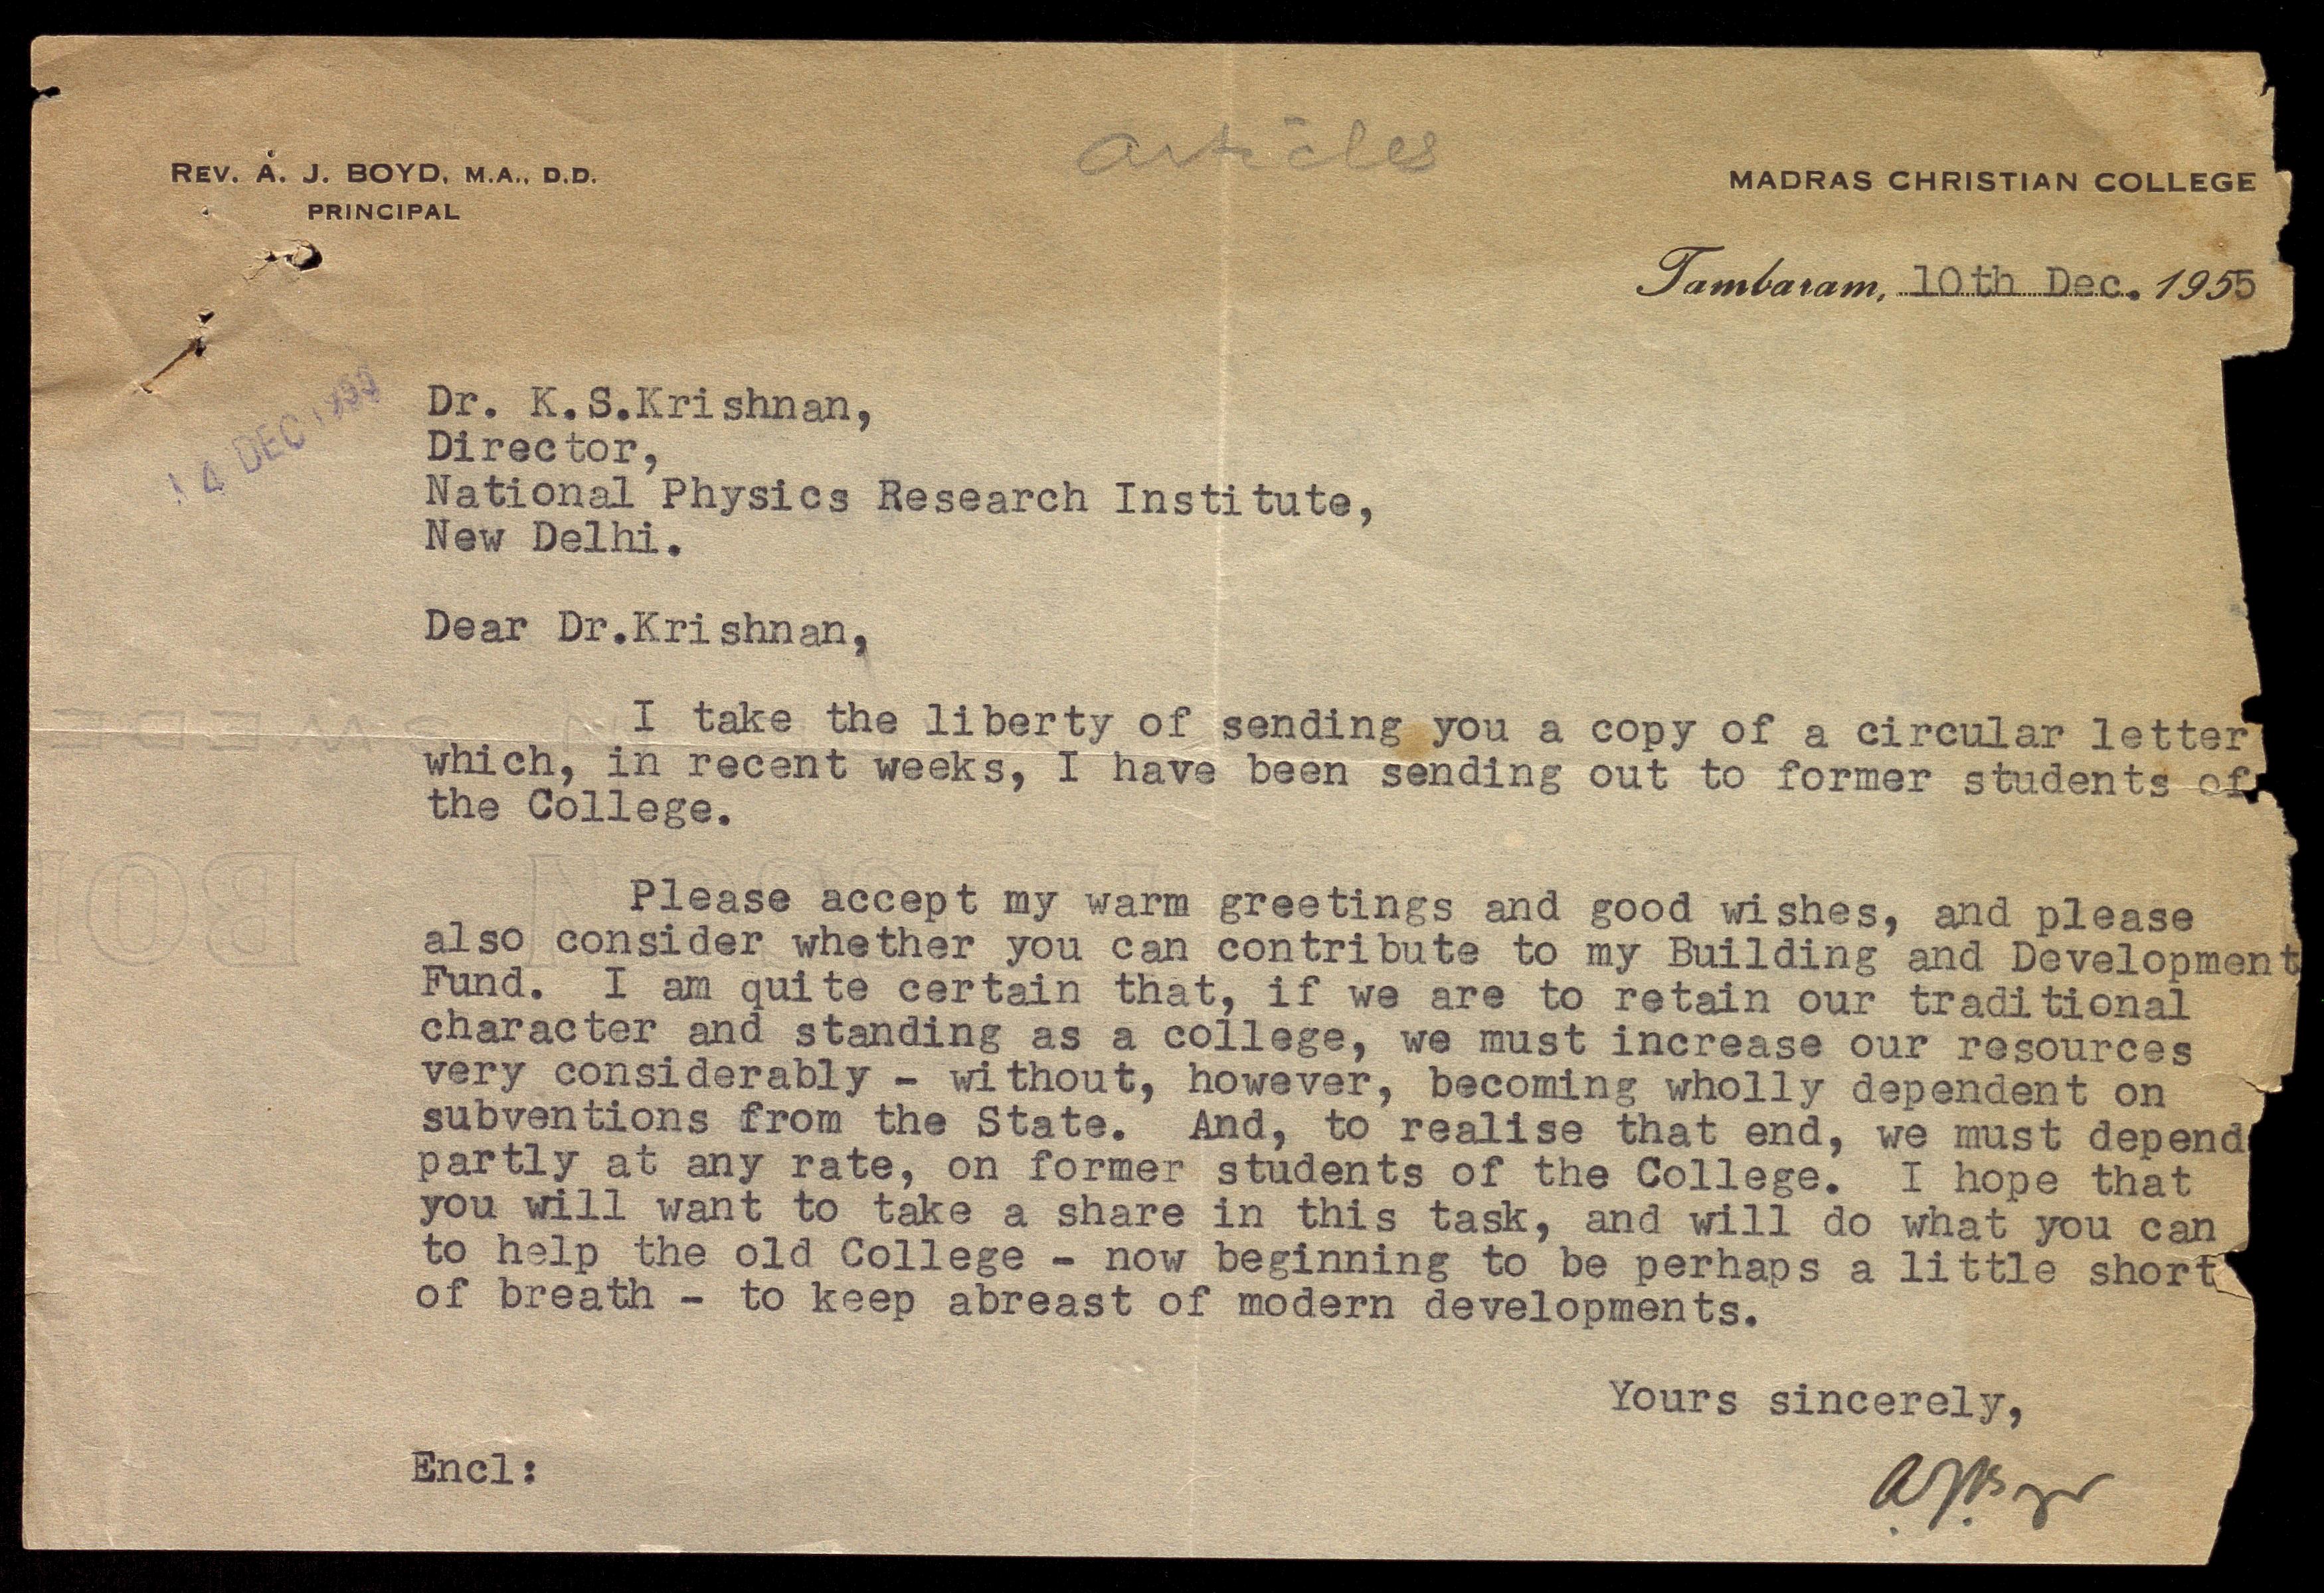 articles
REV. A. J. BOYD, M.A., D.D.
PRINCIPAL
MADRAS CHRISTIAN COLLEGE
Tambaram, 10th Dec. 1955
14 DEC
Dr. K.S.Krishnan,
Director,
National Physics Research Institute,
New Delhi.
Dear Dr.Krishnan,
I take the liberty of sending you a copy of a circular letter
which, in recent weeks, I have been sending out to former students of
the College.
Please accept my warm greetings and good wishes, and please
also consider whether you can contribute to my Building and Development
Fund. I am quite certain that, if we are to retain our traditional
character and standing as a college, we must increase our resources
very considerably - without, however, becoming wholly dependent on
subventions from the State. And, to realise that end, we must depend
partly at any rate, on former students of the College. I hope that
you will want to take a share in this task, and will do what you can
to help the old College - now beginning to be perhaps a little short
of breath - to keep abreast of modern developments.
Yours sincerely,
Encl: